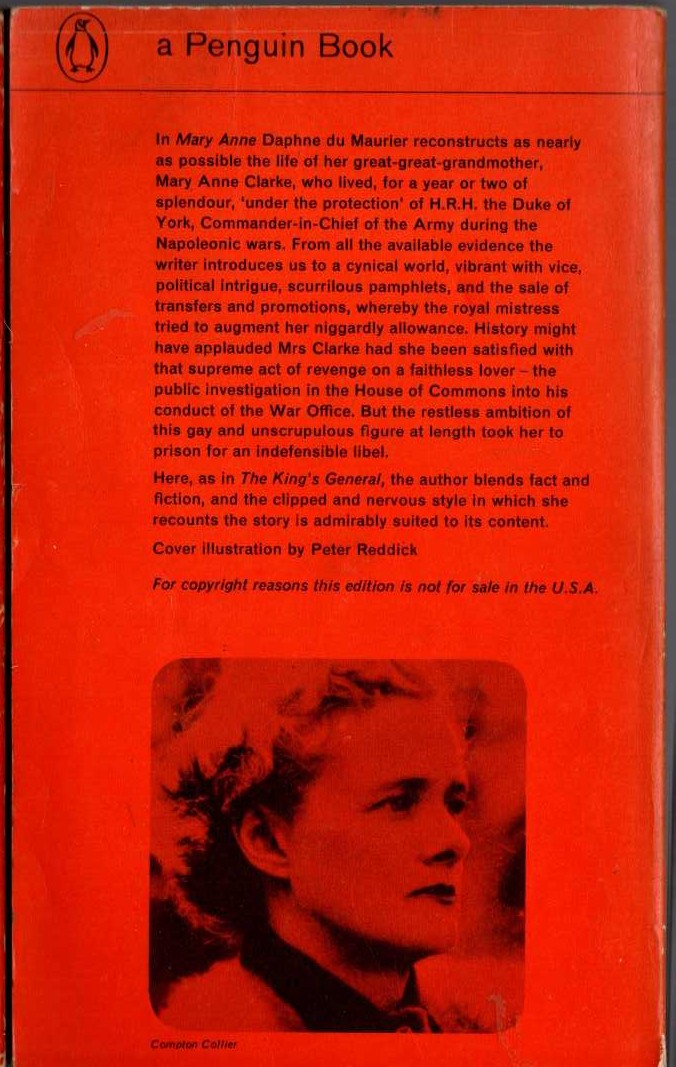 a Penguin Book
In Mary Anne Daphne du Maurier reconstructs as nearly
as possible the life of her great-great-grandmother,
Mary Anne Clarke, who lived, for a year or two of
splendour, 'under the protection' of H.R.H. the Duke of
York, Commander-in-Chief of the Army during the
Napoleonic wars. From all the available evidence the
writer introduces us to a cynical world, vibrant with vice,
political intrigue, scurrilous pamphlets, and the sale of
transfers and promotions, whereby the royal mistress
tried to augment her niggardly allowance. History might
have applauded Mrs Clarke had she been satisfied with
that supreme act of revenge on a faithless lover – the
public investigation in the House of Commons into his
conduct of the War Office. But the restless ambition of
this gay and unscrupulous figure at length took her to
prison for an indefensible libel.
Here, as in The King's General, the author blends fact and
fiction, and the clipped and nervous style in which she
recounts the story is admirably suited to its content.
Cover illustration by Peter Reddick
For copyright reasons this edition is not for sale in the U.S.A.
Compton Collier